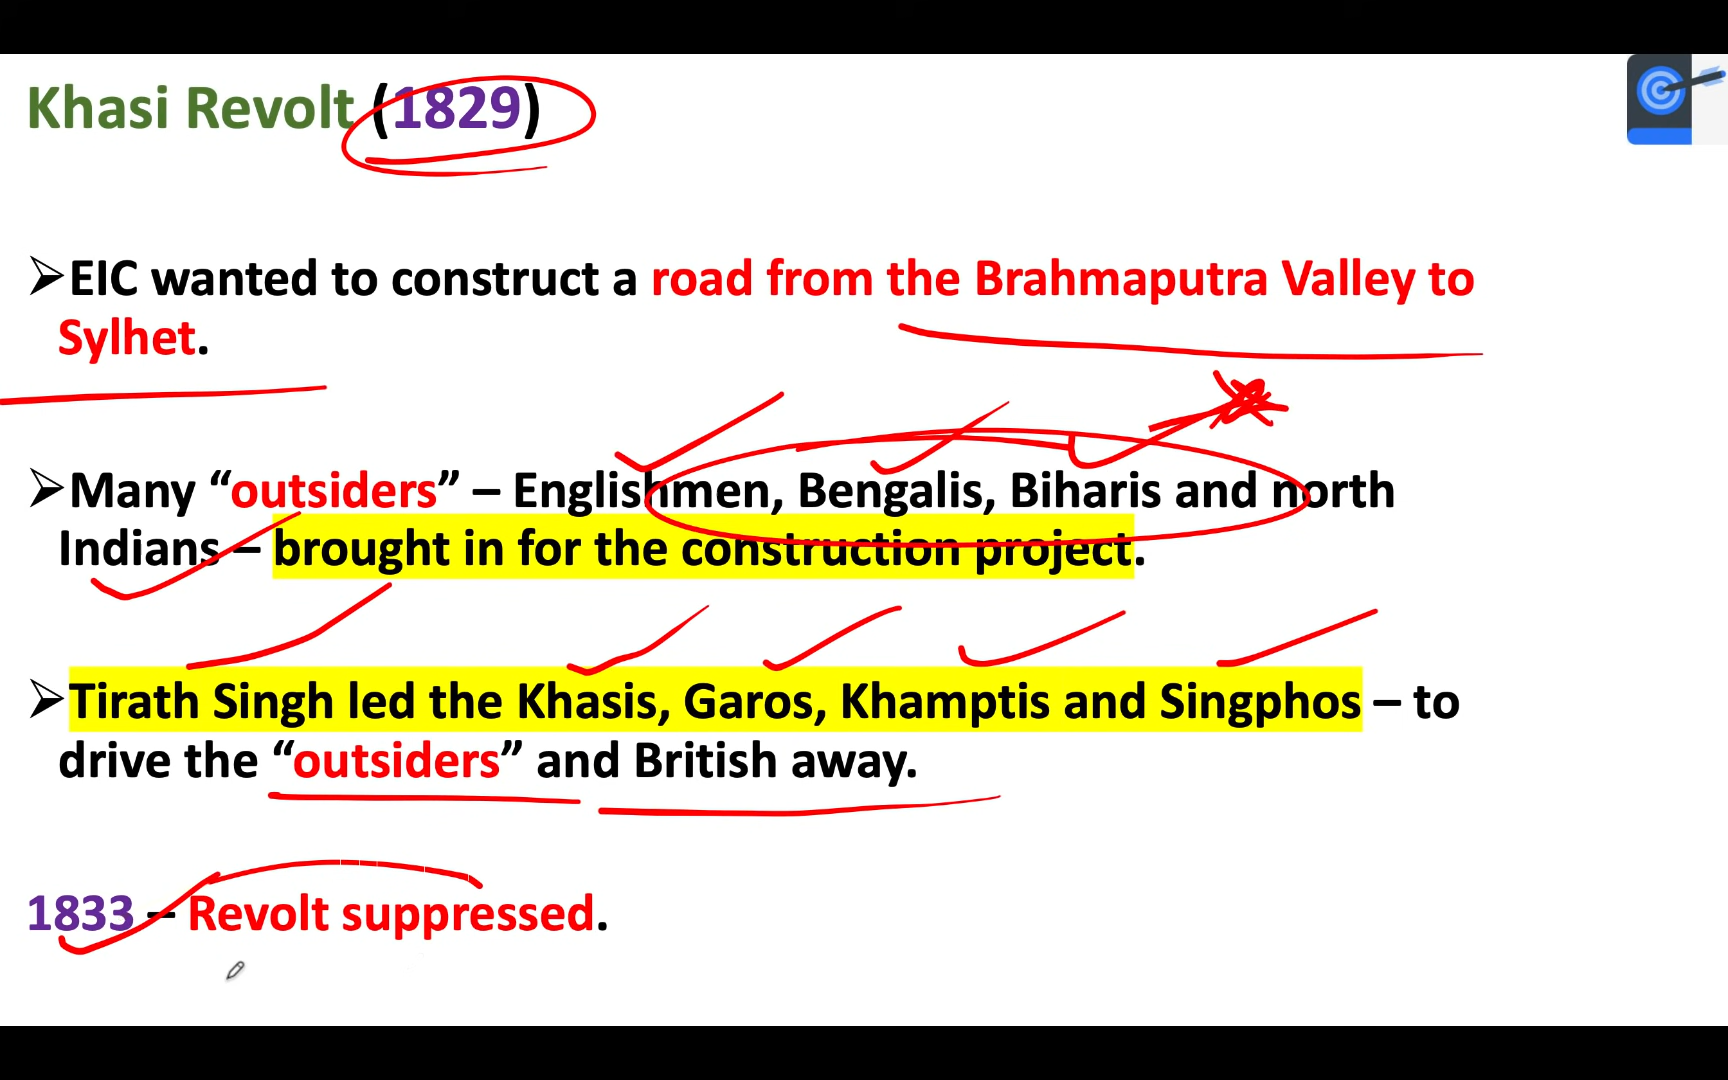 Khasi Revolt (1829)
➢EIC wanted to construct a road from the Brahmaputra Valley to
Sylhet.
➢Many “outsiders” – Englishmen, Bengalis, Biharis and north
Indians – brought in for the construction project.
➢Tirath Singh led the Khasis, Garos, Khamptis and Singphos – to
drive the “outsiders” and British away.
1833 – Revolt suppressed.